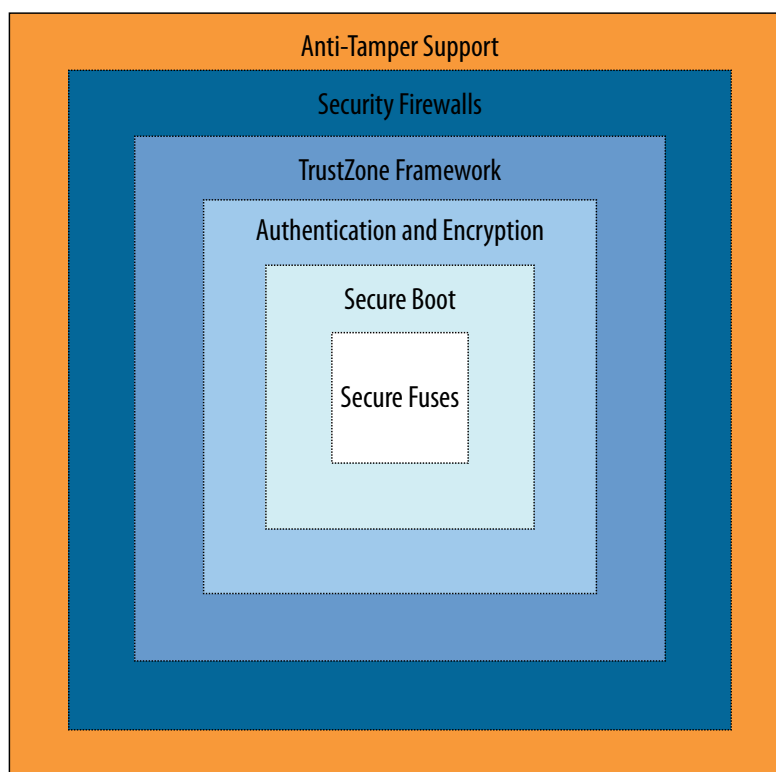 Anti-Tamper Support
Security Firewalls
TrustZone Framework
Authentication and Encryption
Secure Boot
Secure Fuses